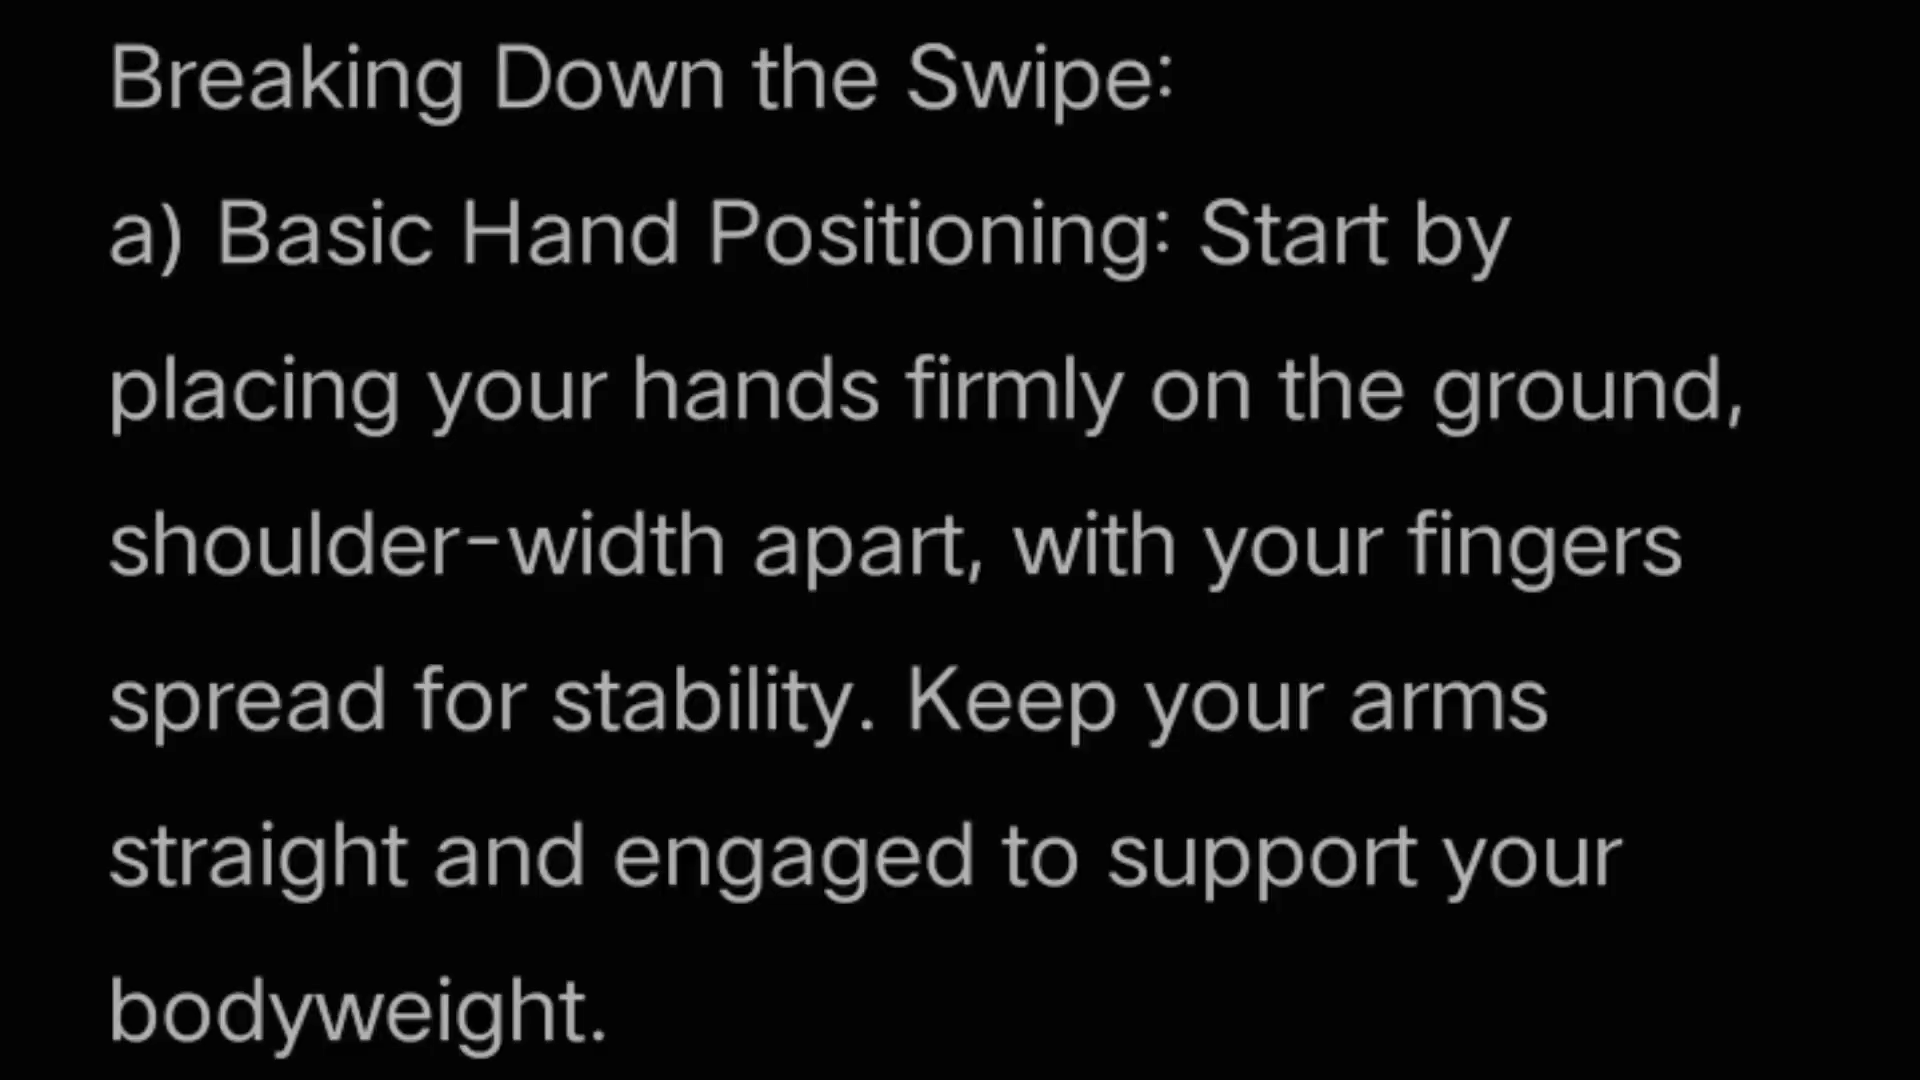 Breaking Down the Swipe:
a) Basic Hand Positioning: Start by
placing your hands firmly on the ground,
shoulder-width apart, with your fingers
spread for stability. Keep your arms
straight and engaged to support your
bodyweight.